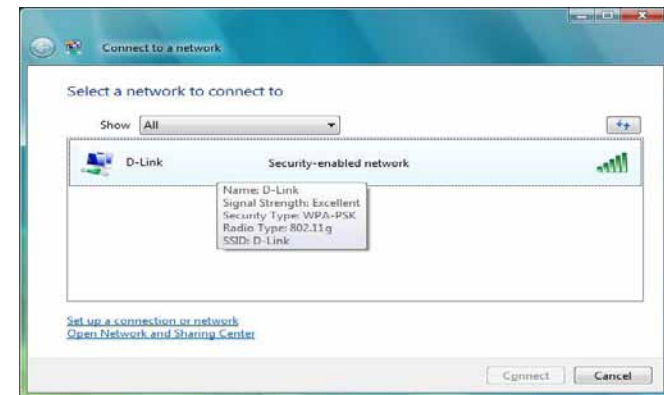 Connect to a network
Select a network to connect to
Show All
D-Link Security-enabled network
Name: D-Link
Signal Strength: Excellent
Security Type: WPA-PSK
Radio Type: 802.11g
SSID: D-Link
Set up a connection or network
Open Network and Sharing Center
Connect Cancel